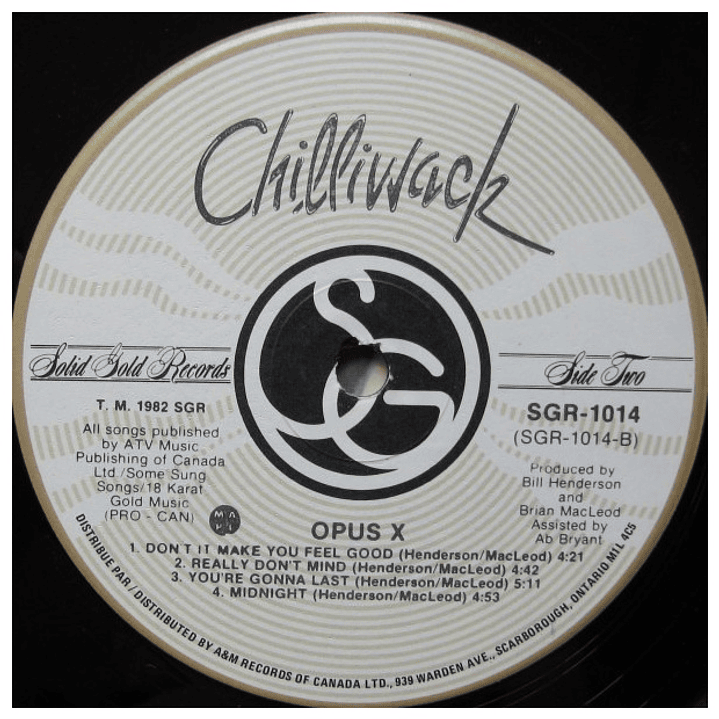 Chilliwack
Solid Gold Records
T. M. 1982 SGR
All songs published
by ATV Music
Publishing of Canada
Ltd./Some Sung
Songs/18 Karat
Gold Music
(PRO - CAN)
MAPL
SG
Side Two
SGR-1014
(SGR-1014-B)
Produced by
Bill Henderson
and
Brian MacLeod
Assisted by
Ab Bryant
OPUS X
1. DON'T IT MAKE YOU FEEL GOOD (Henderson/MacLeod) 4:21
2. REALLY DON'T MIND (Henderson/MacLeod) 4:42
3. YOU'RE GONNA LAST (Henderson/MacLeod) 5:11
4. MIDNIGHT (Henderson/MacLeod) 4:53
DISTRIBUE PAR / DISTRIBUTED BY A&M RECORDS OF CANADA LTD., 939 WARDEN AVE., SCARBOROUGH, ONTARIO M1L 4C5